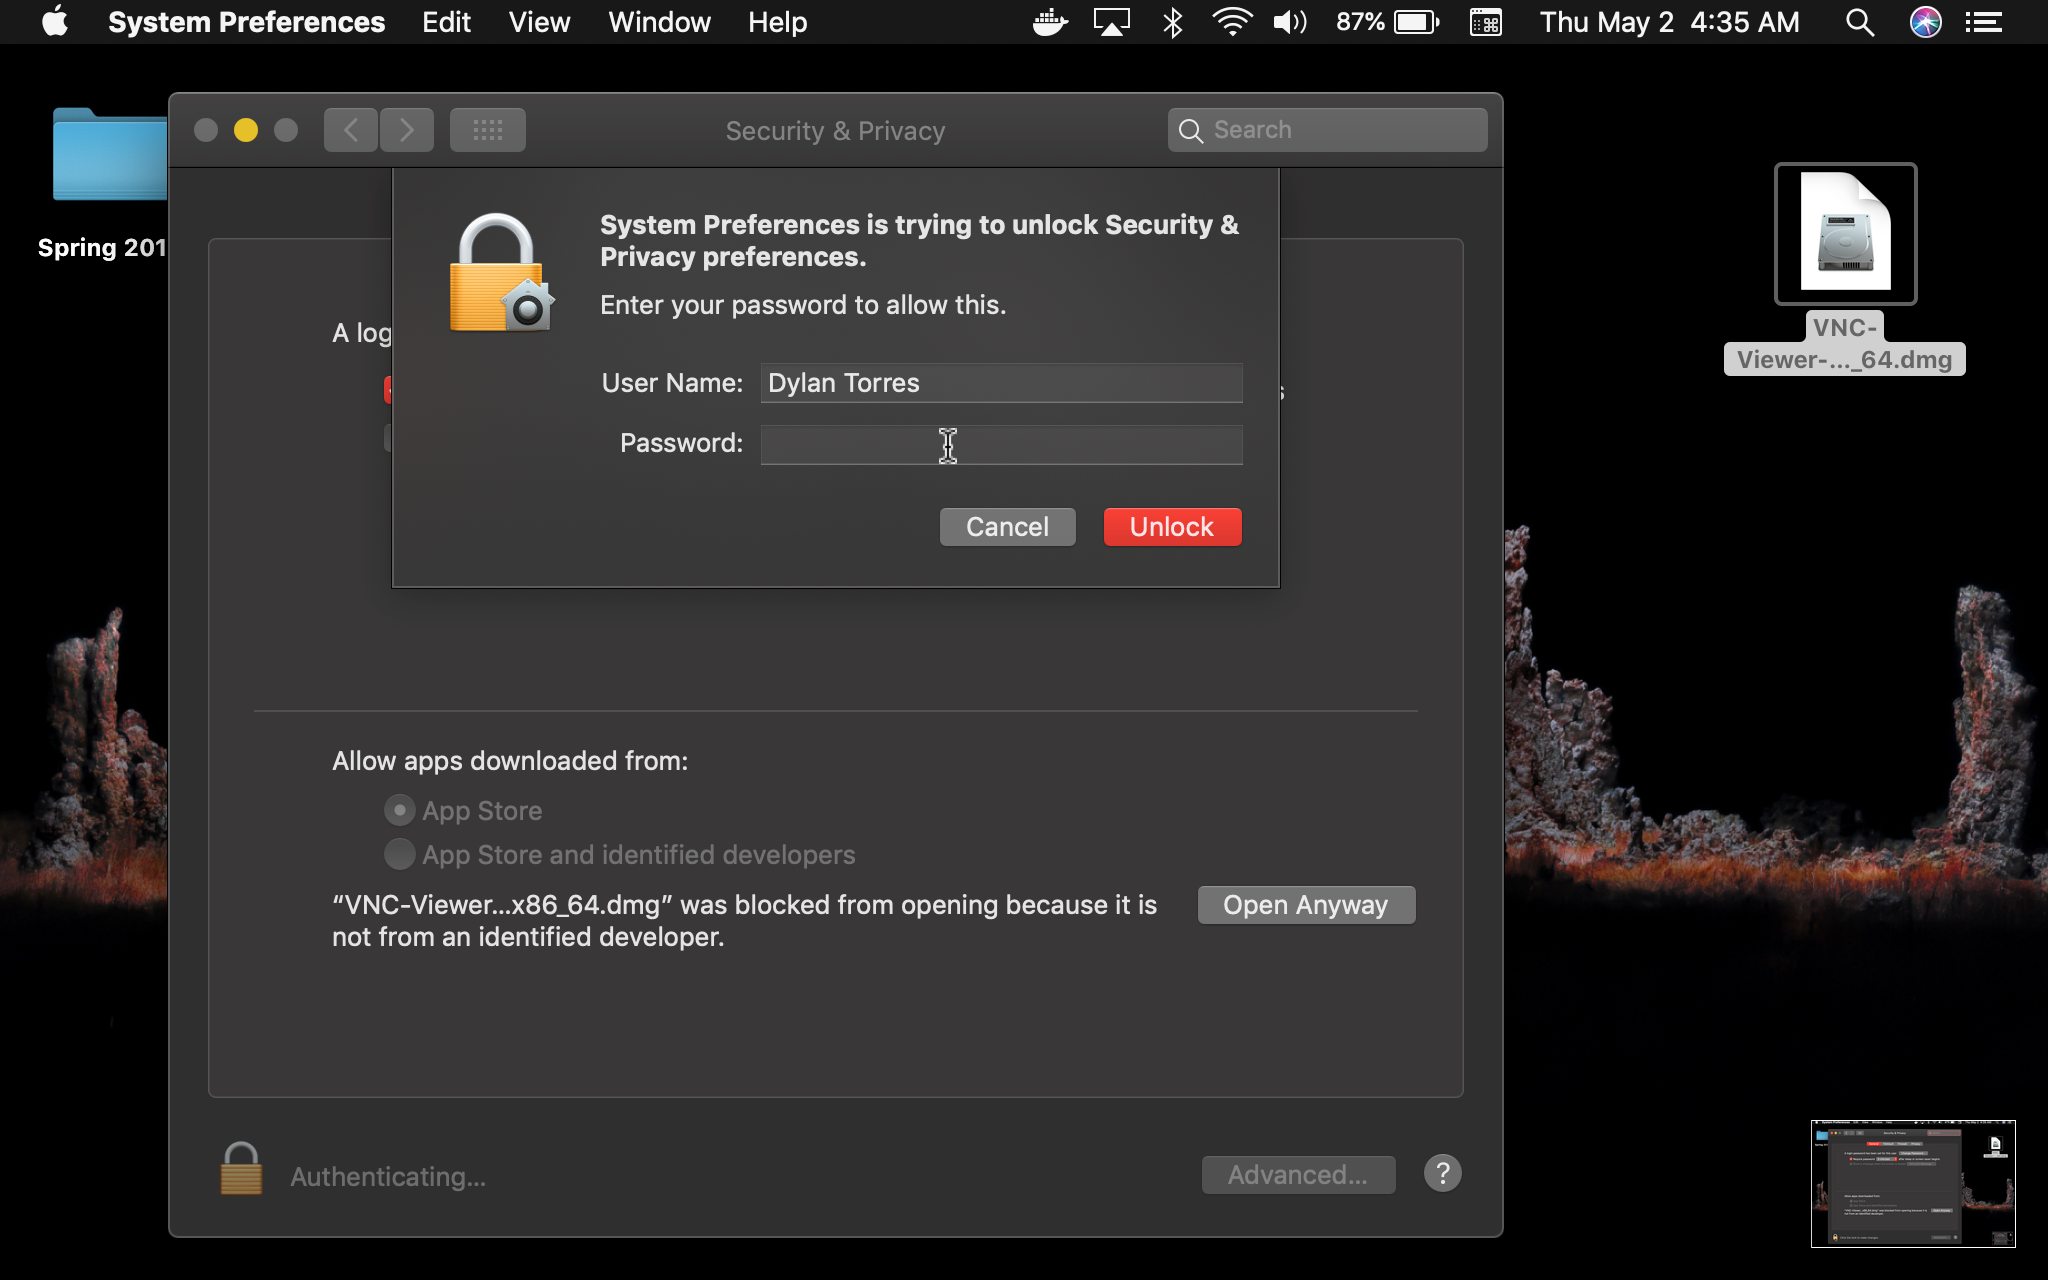 System Preferences Edit View Window Help 87% Thu May 2 4:35 AM
Security & Privacy
Search
Spring 201
System Preferences is trying to unlock Security &
Privacy preferences.
Enter your password to allow this.
A log
User Name: Dylan Torres
s
Password:
Cancel Unlock
VNC-
Viewer-..._64.dmg
Allow apps downloaded from:
App Store
App Store and identified developers
“VNC-Viewer...x86_64.dmg” was blocked from opening because it is
not from an identified developer.
Open Anyway
Authenticating...
Advanced...
?